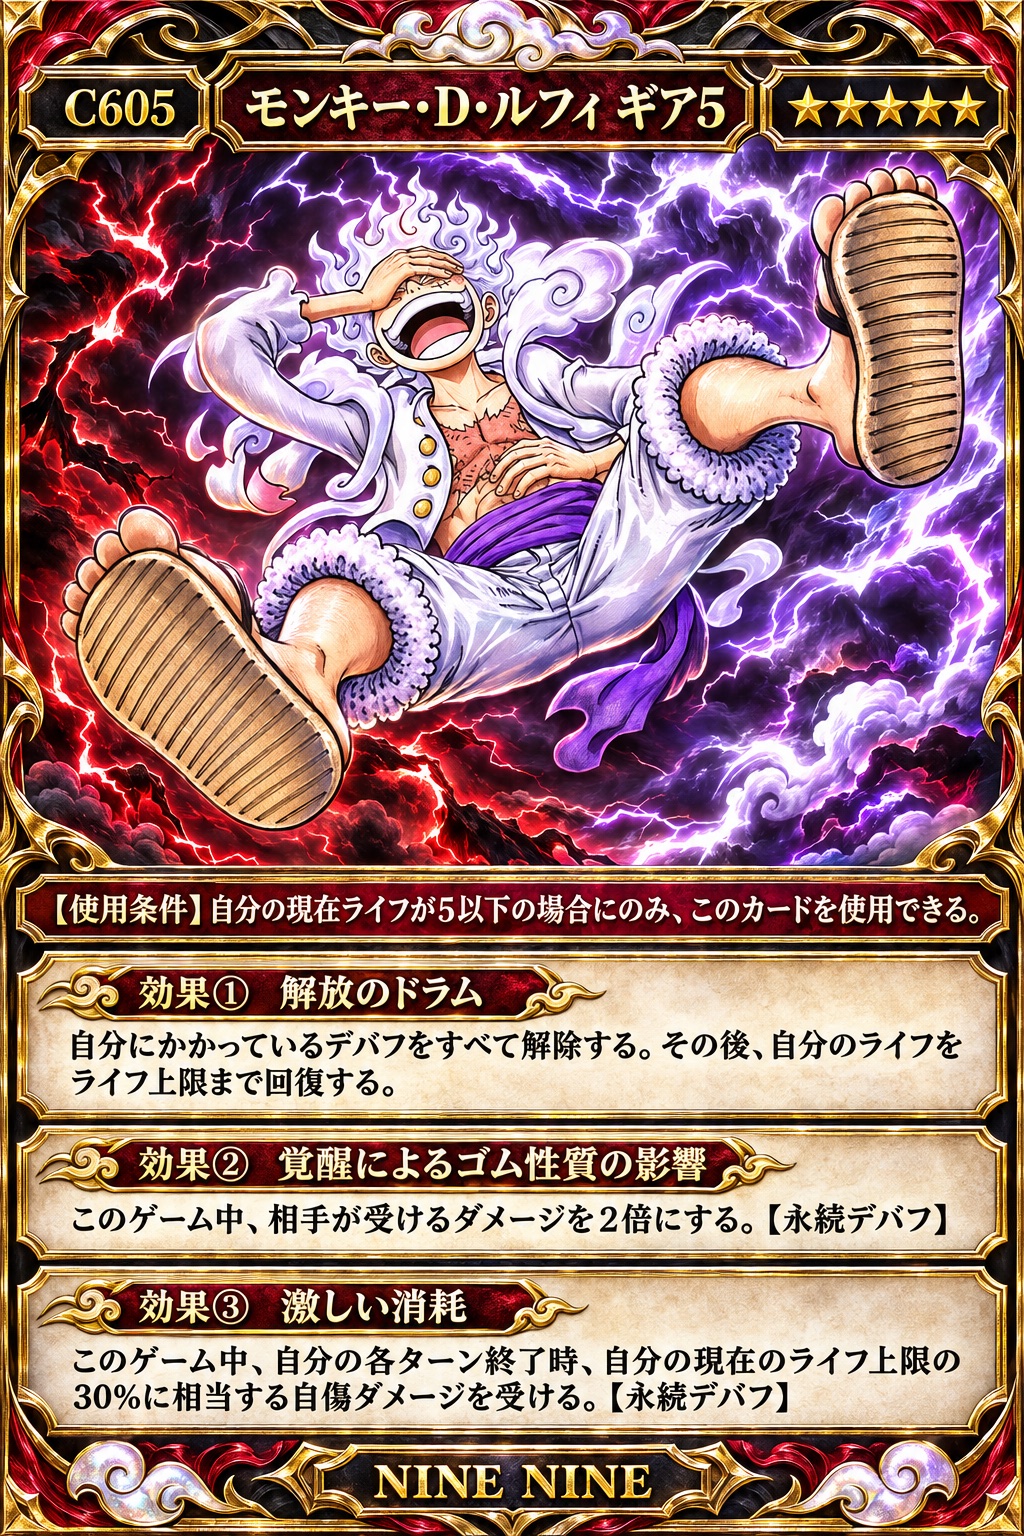 C605
モンキー・D・ルフィ ギア5
★★★★★
【使用条件】自分の現在ライフが5以下の場合にのみ、このカードを使用できる。
効果① 解放のドラム
自分にかかっているデバフをすべて解除する。その後、自分のライフを
ライフ上限まで回復する。
効果② 覚醒によるゴム性質の影響
このゲーム中、相手が受けるダメージを2倍にする。【永続デバフ】
効果③ 激しい消耗
このゲーム中、自分の各ターン終了時、自分の現在のライフ上限の
30%に相当する自傷ダメージを受ける。【永続デバフ】
NINE NINE